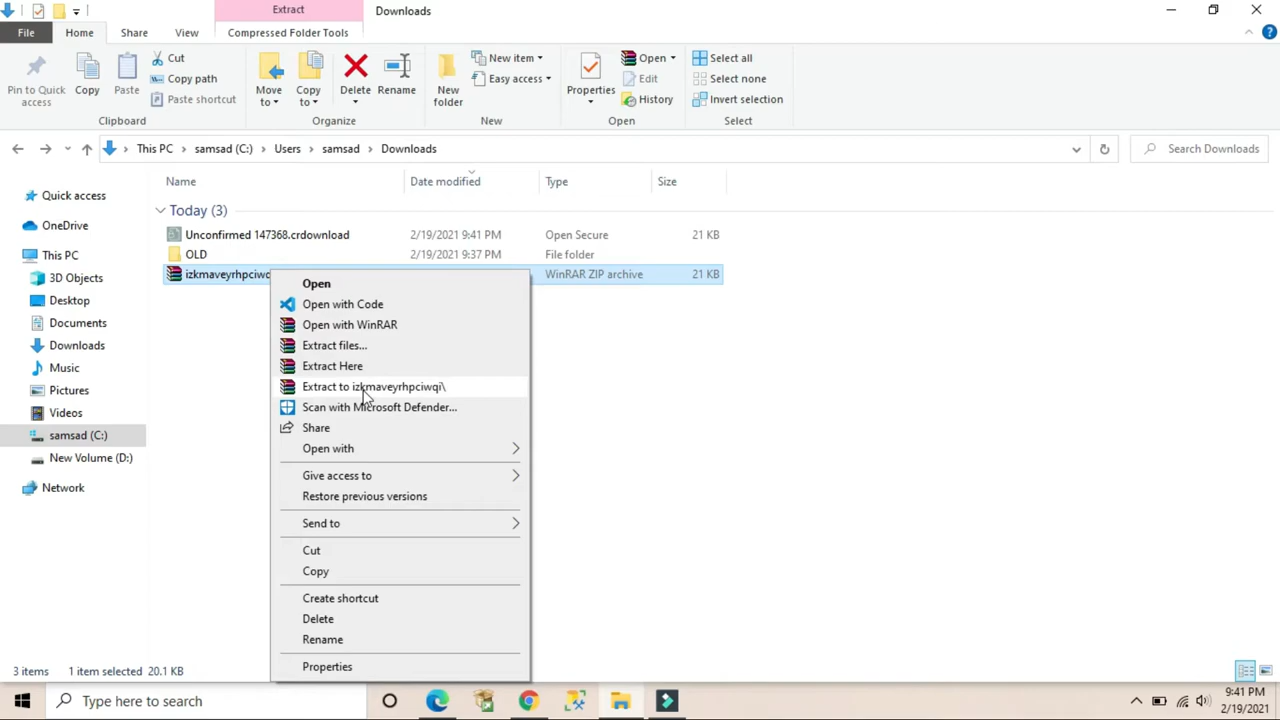 Extract
Downloads
File
Home
Share
View
Compressed Folder Tools
Pin to Quick
access
Copy
Paste
Cut
Copy path
Paste shortcut
Clipboard
Move
to
Copy
to
Delete
Rename
Organize
New
folder
New item
Easy access
New
Properties
Open
Edit
History
Open
Select all
Select none
Invert selection
Select
This PC > samsad (C:) > Users > samsad > Downloads
Search Downloads
Name
Date modified
Type
Size
Today (3)
Unconfirmed 147368.crdownload 2/19/2021 9:41 PM Open Secure 21 KB
OLD 2/19/2021 9:37 PM File folder
izkmaveyrhpciwq WinRAR ZIP archive 21 KB
Quick access
OneDrive
This PC
3D Objects
Desktop
Documents
Downloads
Music
Pictures
Videos
samsad (C:)
New Volume (D:)
Network
Open
Open with Code
Open with WinRAR
Extract files...
Extract Here
Extract to izkmaveyrhpciwqi\
Scan with Microsoft Defender...
Share
Open with
Give access to
Restore previous versions
Send to
Cut
Copy
Create shortcut
Delete
Rename
Properties
3 items 1 item selected 20.1 KB
Type here to search
9:41 PM
2/19/2021